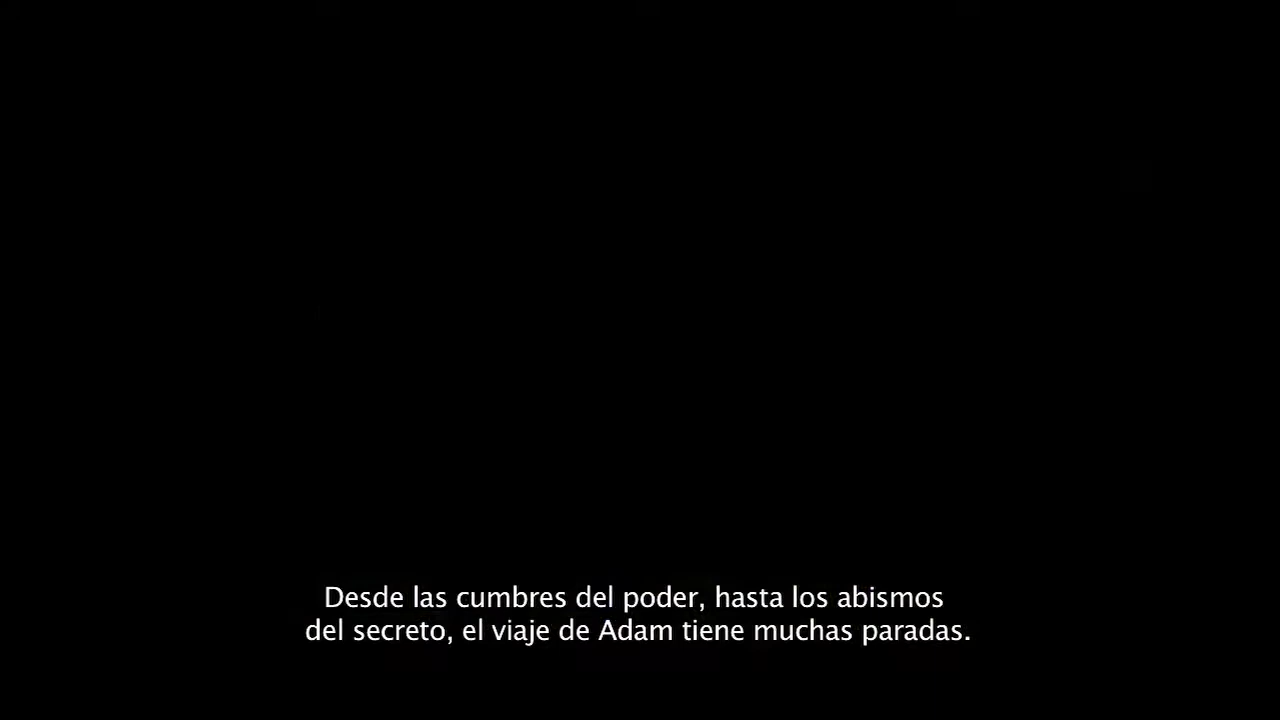 Desde las cumbres del poder, hasta los abismos
del secreto, el viaje de Adam tiene muchas paradas.